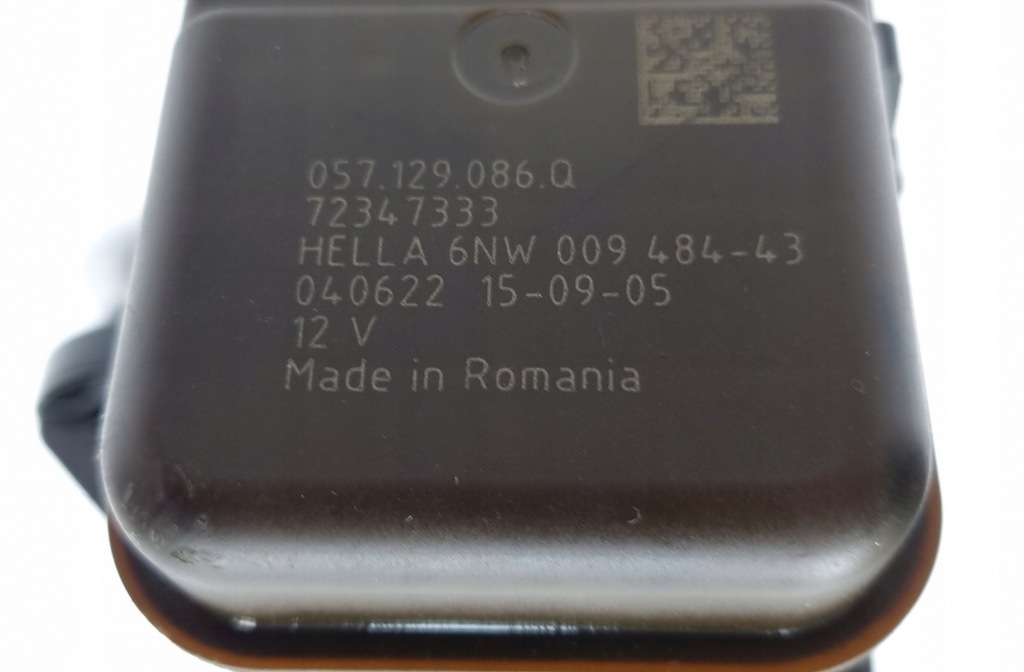 057.129.086.Q
72347333
HELLA 6NW 009 484-43
040622 15-09-05
12 V
Made in Romania